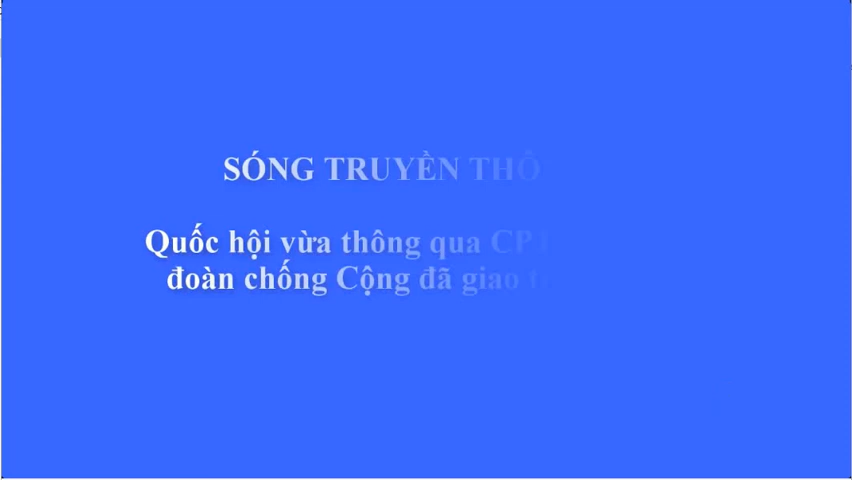 SÓNG TRUYỀN THÔ
Quốc hội vừa thông qua CP
đoàn chống Cộng đã giao